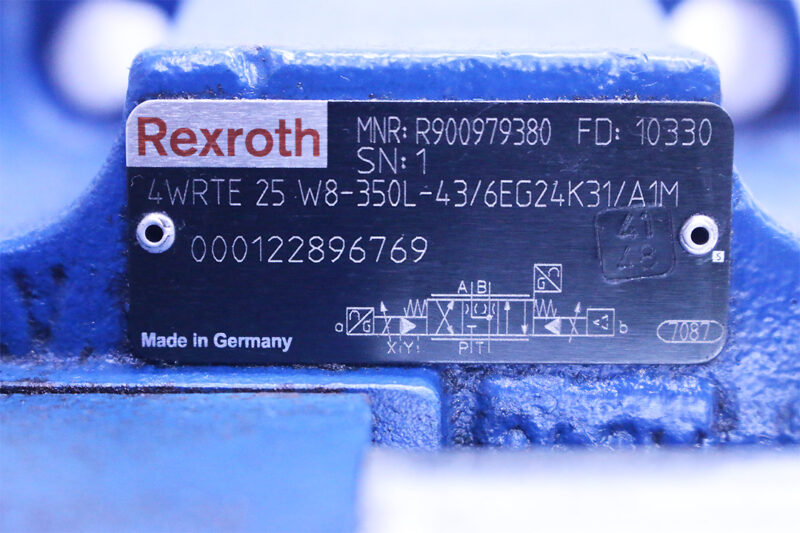 Rexroth
MNR: R900979380 FD: 10330
SN: 1
4WRTE 25 W8-350L-43/6EG24K31/A1M
000122896769
41
48
S
A B
G
a
G
b
X Y
P T
Made in Germany
7087